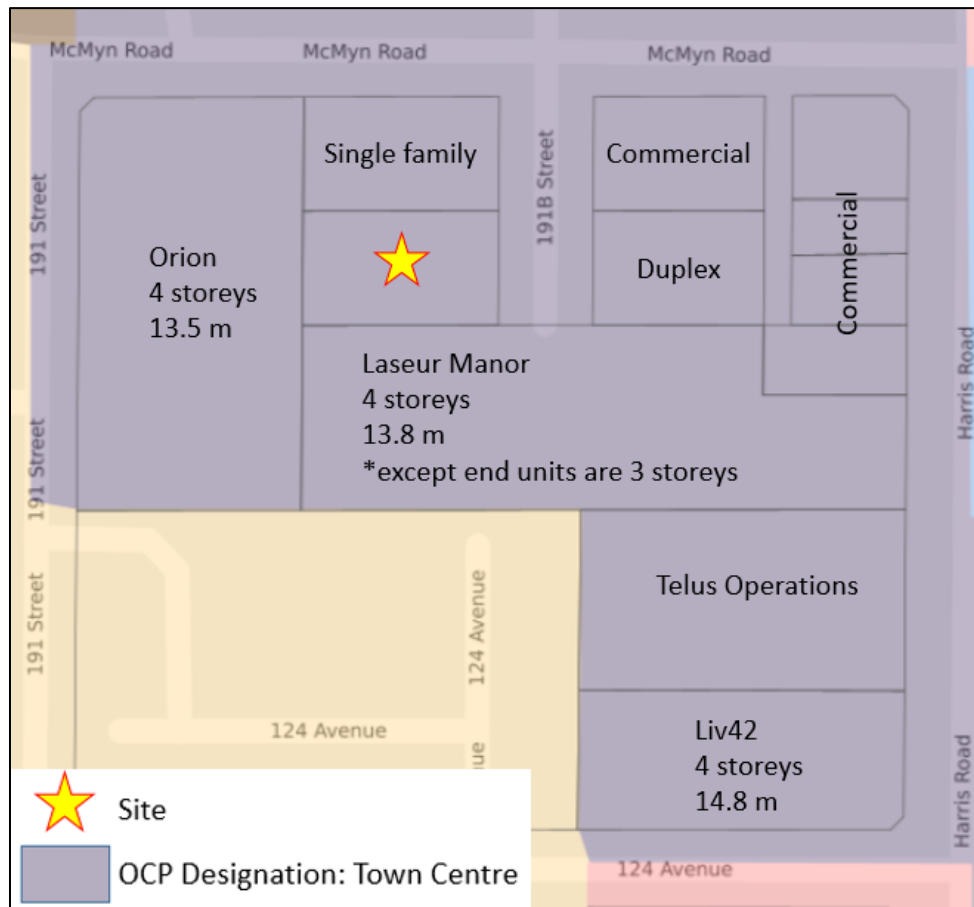 McMyn Road
McMyn Road
McMyn Road
Single family
Commercial
191 Street
191B Street
Commercial
Orion
4 storeys
13.5 m
Duplex
Laseur Manor
4 storeys
13.8 m
*except end units are 3 storeys
Harris Road
191 Street
191 Street
124 Avenue
Telus Operations
124 Avenue
Liv42
4 storeys
14.8 m
Harris Road
Site
OCP Designation: Town Centre
124 Avenue